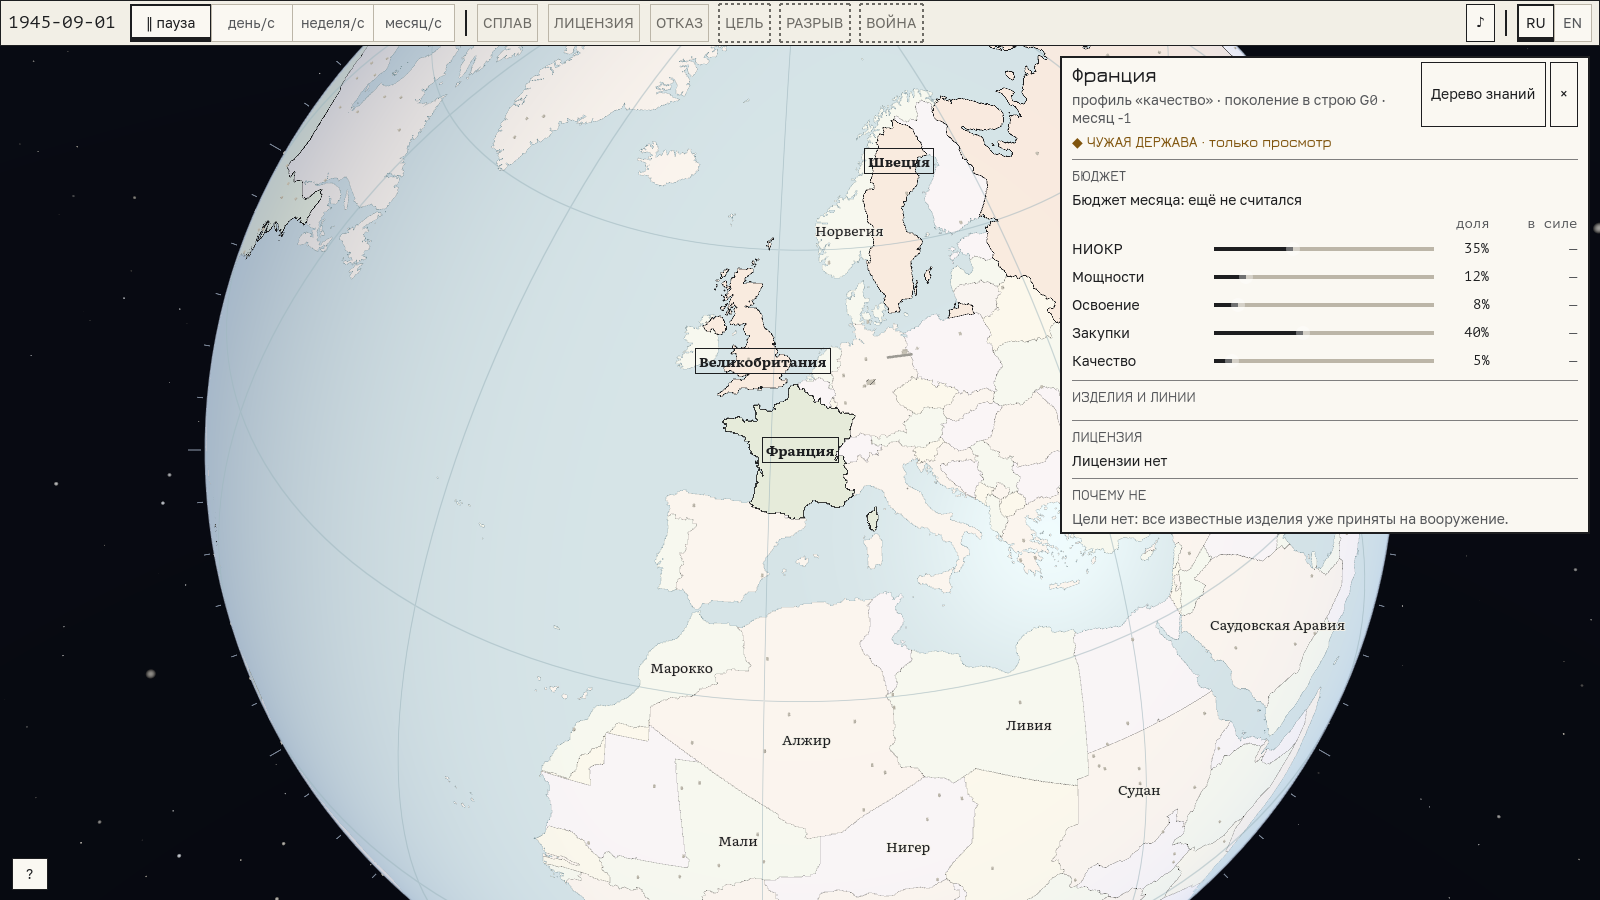 1945-09-01 ‖ пауза день/с неделя/с месяц/с СПЛАВ ЛИЦЕНЗИЯ ОТКАЗ ЦЕЛЬ РАЗРЫВ ВОЙНА ♪ RU EN
Франция
Дерево знаний ×
профиль «качество» · поколение в строю G0 ·
месяц -1
◆ ЧУЖАЯ ДЕРЖАВА · только просмотр
БЮДЖЕТ
Бюджет месяца: ещё не считался
доля в силе
НИОКР 35% —
Мощности 12% —
Освоение 8% —
Закупки 40% —
Качество 5% —
ИЗДЕЛИЯ И ЛИНИИ
ЛИЦЕНЗИЯ
Лицензии нет
ПОЧЕМУ НЕ
Цели нет: все известные изделия уже приняты на вооружение.
Швеция
Норвегия
Великобритания
Франция
Саудовская Аравия
Марокко
Ливия
Алжир
Судан
Мали
Нигер
?